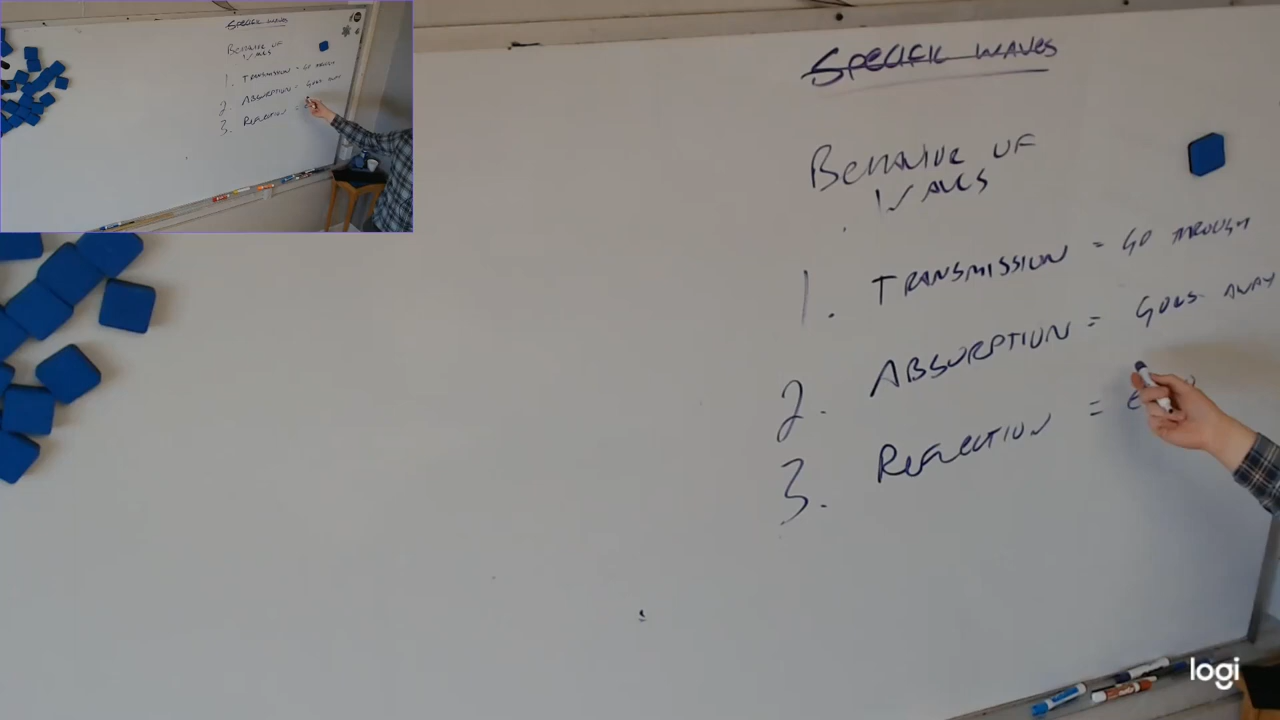 SPECIFIC WAVES
BEHAVIOR OF
WAVES
1. TRANSMISSION = GO THROUGH
2. ABSORPTION = GOES AWAY
3. REFLECTION =
logi